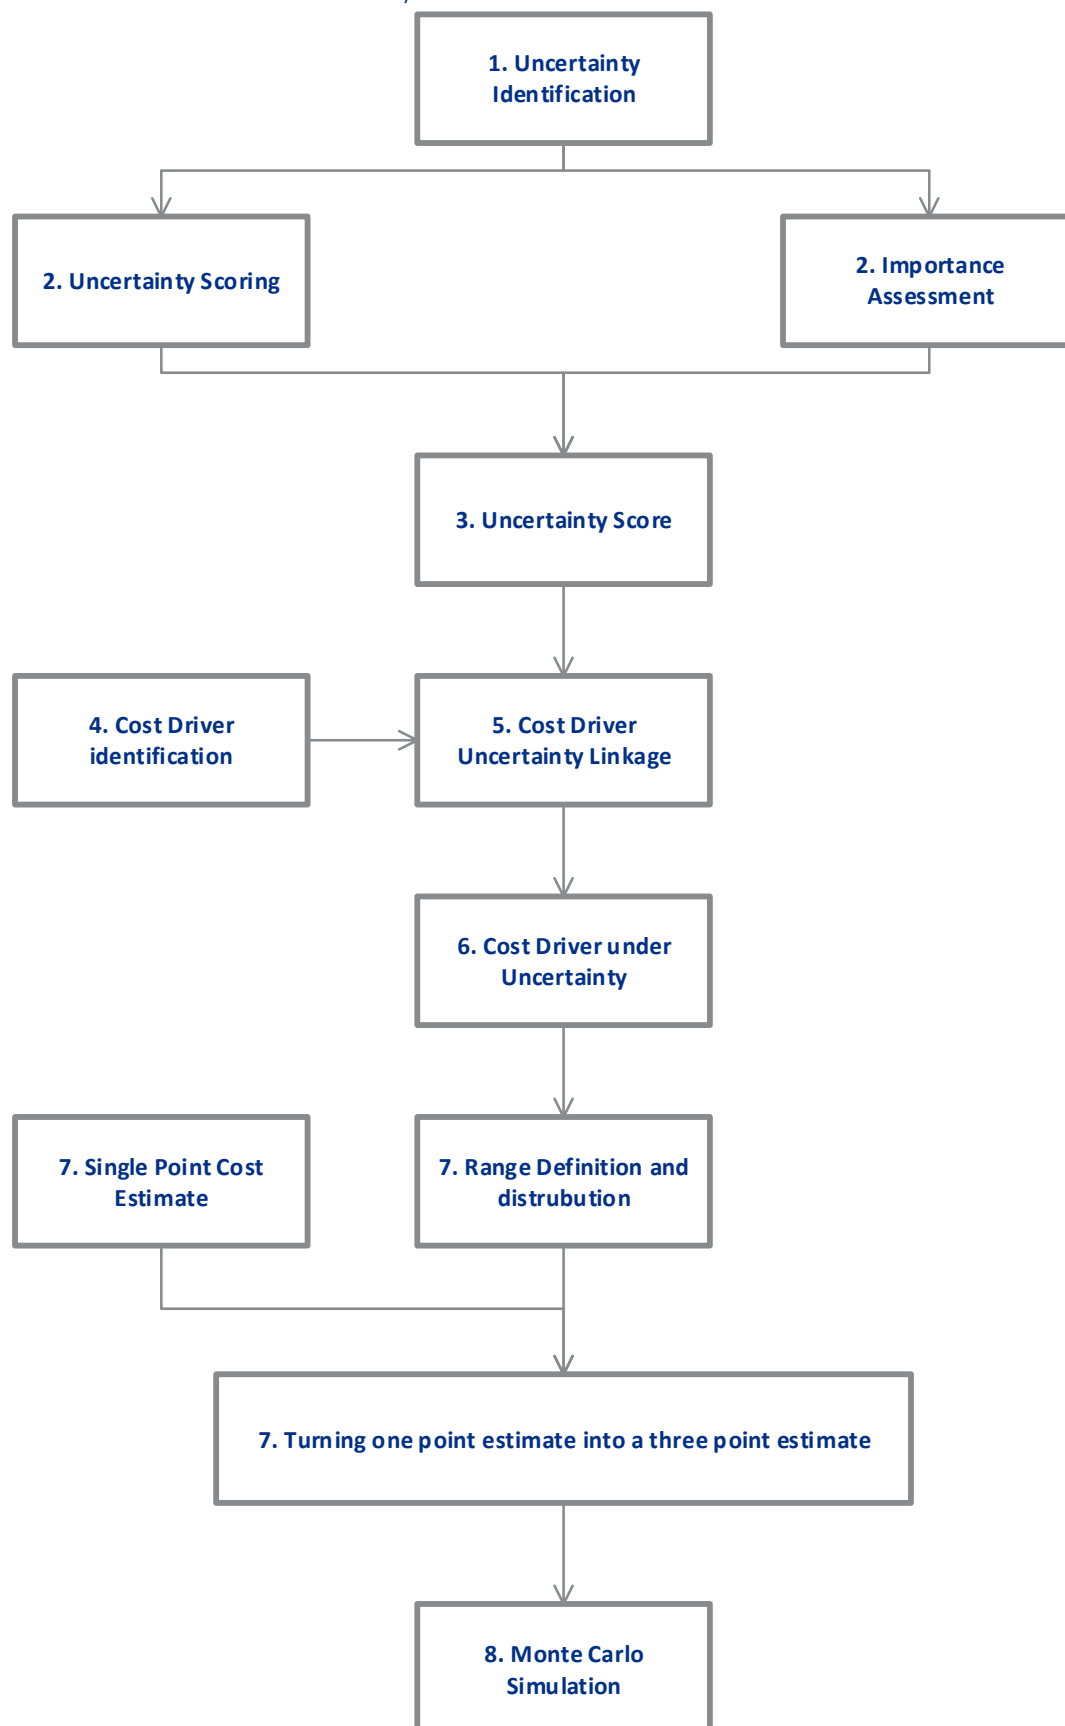 1. Uncertainty
Identification
2. Uncertainty Scoring
2. Importance
Assessment
3. Uncertainty Score
4. Cost Driver
identification
5. Cost Driver
Uncertainty Linkage
6. Cost Driver under
Uncertainty
7. Single Point Cost
Estimate
7. Range Definition and
distrubution
7. Turning one point estimate into a three point estimate
8. Monte Carlo
Simulation